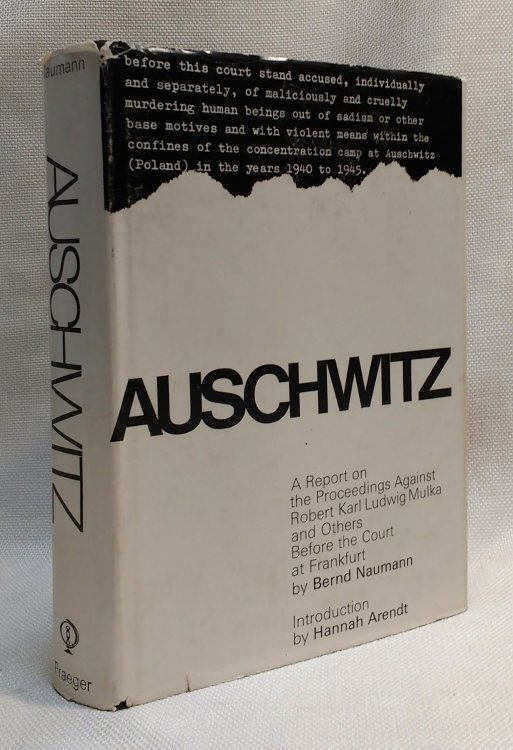 before this court stand accused, individually
and separately, of maliciously and cruelly
murdering human beings out of sadism or other
base motives and with violent means within the
confines of the concentration camp at Auschwitz
(Poland) in the years 1940 to 1945.
AUSCHWITZ
A Report on
the Proceedings Against
Robert Karl Ludwig Mulka
and Others
Before the Court
at Frankfurt
by Bernd Naumann
Introduction
by Hannah Arendt
Naumann
AUSCHWITZ
Praeger